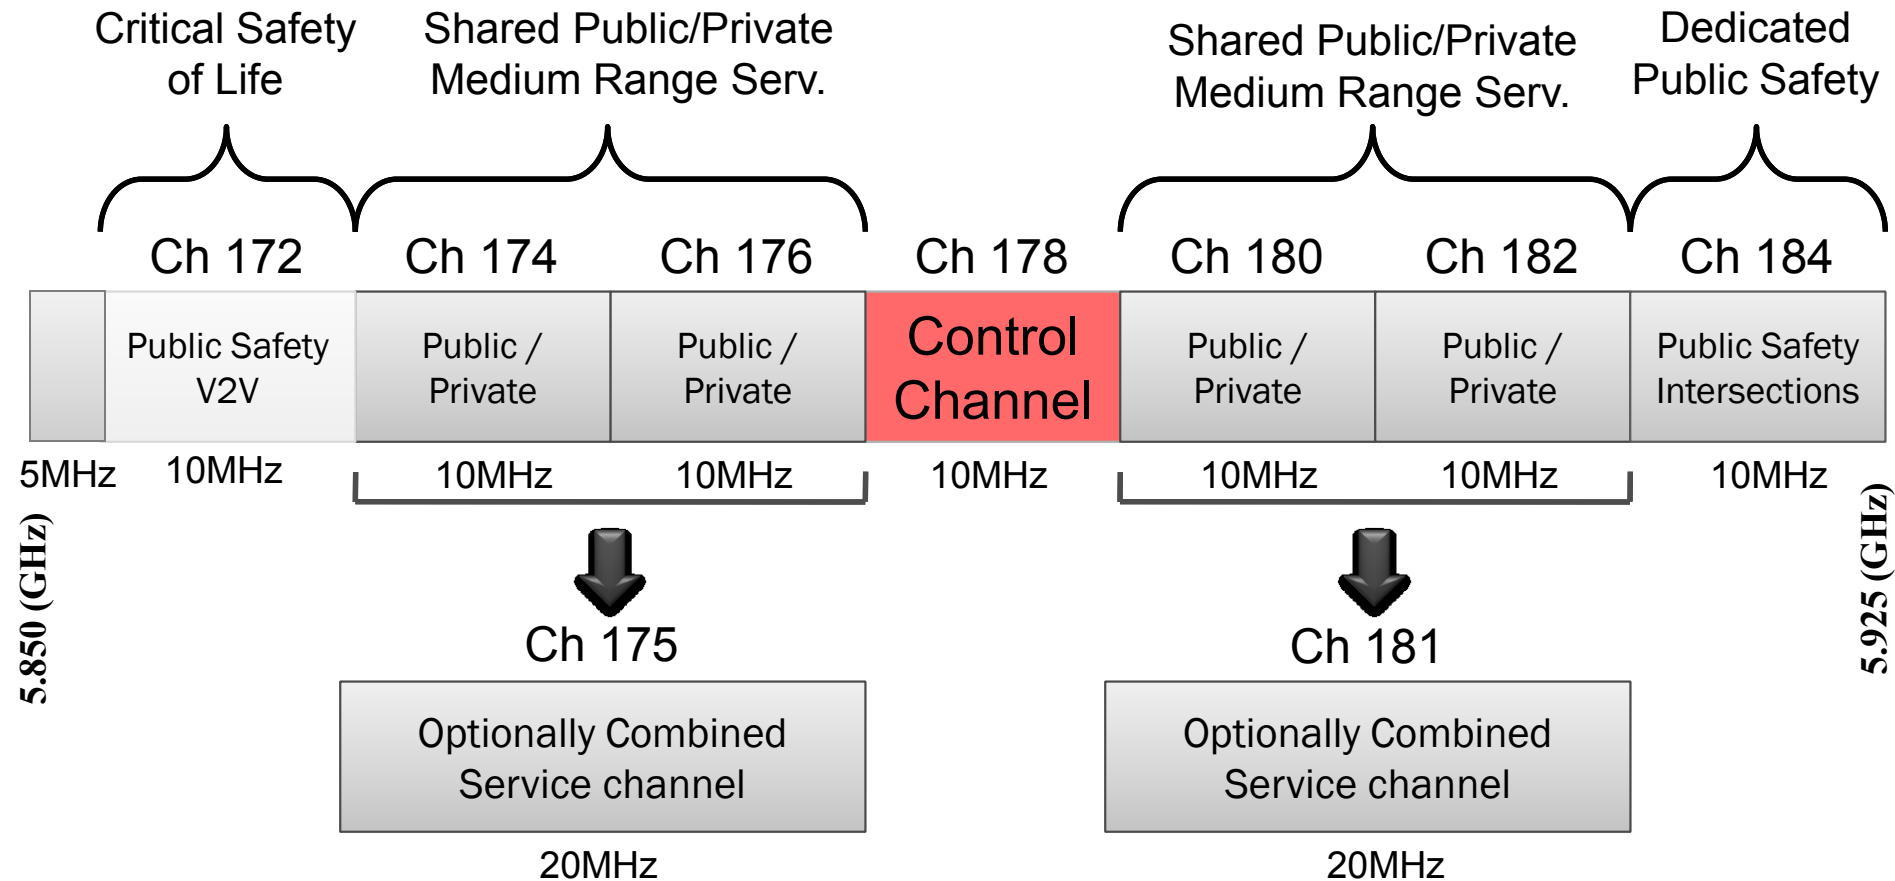 Critical Safety
of Life
Shared Public/Private
Medium Range Serv.
Shared Public/Private
Medium Range Serv.
Dedicated
Public Safety
Ch 172
Ch 174
Ch 176
Ch 178
Ch 180
Ch 182
Ch 184
Public Safety
V2V
Public /
Private
Public /
Private
Control
Channel
Public /
Private
Public /
Private
Public Safety
Intersections
5MHz
10MHz
10MHz
10MHz
10MHz
10MHz
10MHz
10MHz
5.850 (GHz)
5.925 (GHz)
Ch 175
Ch 181
Optionally Combined
Service channel
Optionally Combined
Service channel
20MHz
20MHz